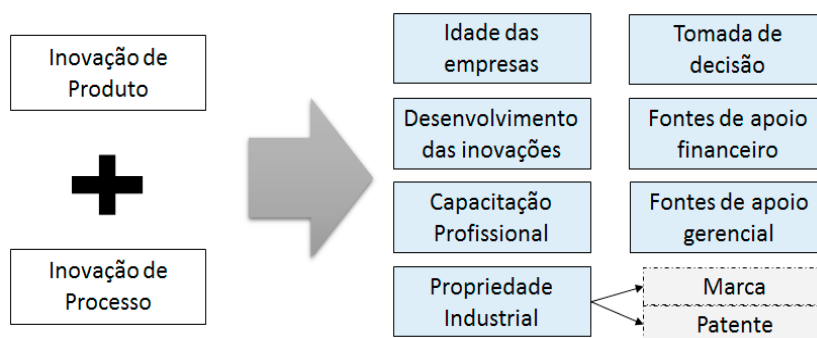 Inovação de
Produto
Inovação de
Processo
Idade das
empresas
Tomada de
decisão
Desenvolvimento
das inovações
Fontes de apoio
financeiro
Capacitação
Profissional
Fontes de apoio
gerencial
Propriedade
Industrial
Marca
Patente